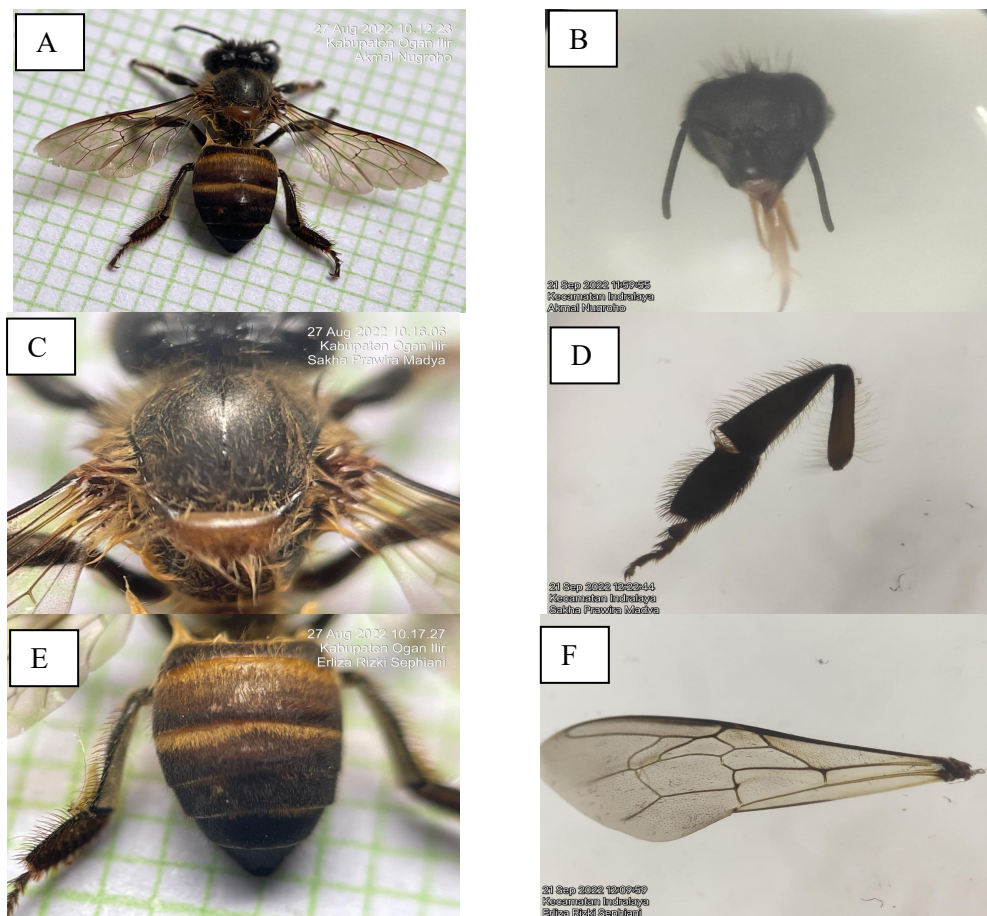 A
27 Aug 2022 10.12.23
Kabupaten Ogan Ilir
Akmal Nugroho
B
21 Sep 2022 11:59:55
Kecamatan Indralaya
Akmal Nugroho
C
27 Aug 2022 10.16.06
Kabupaten Ogan Ilir
Sakha Prawira Madya
D
21 Sep 2022 12:22:44
Kecamatan Indralaya
Sakha Prawira Madya
E
27 Aug 2022 10.17.27
Kabupaten Ogan Ilir
Erliza Rizki Sephiani
F
21 Sep 2022 12:09:59
Kecamatan Indralaya
Erliza Rizki Sephiani